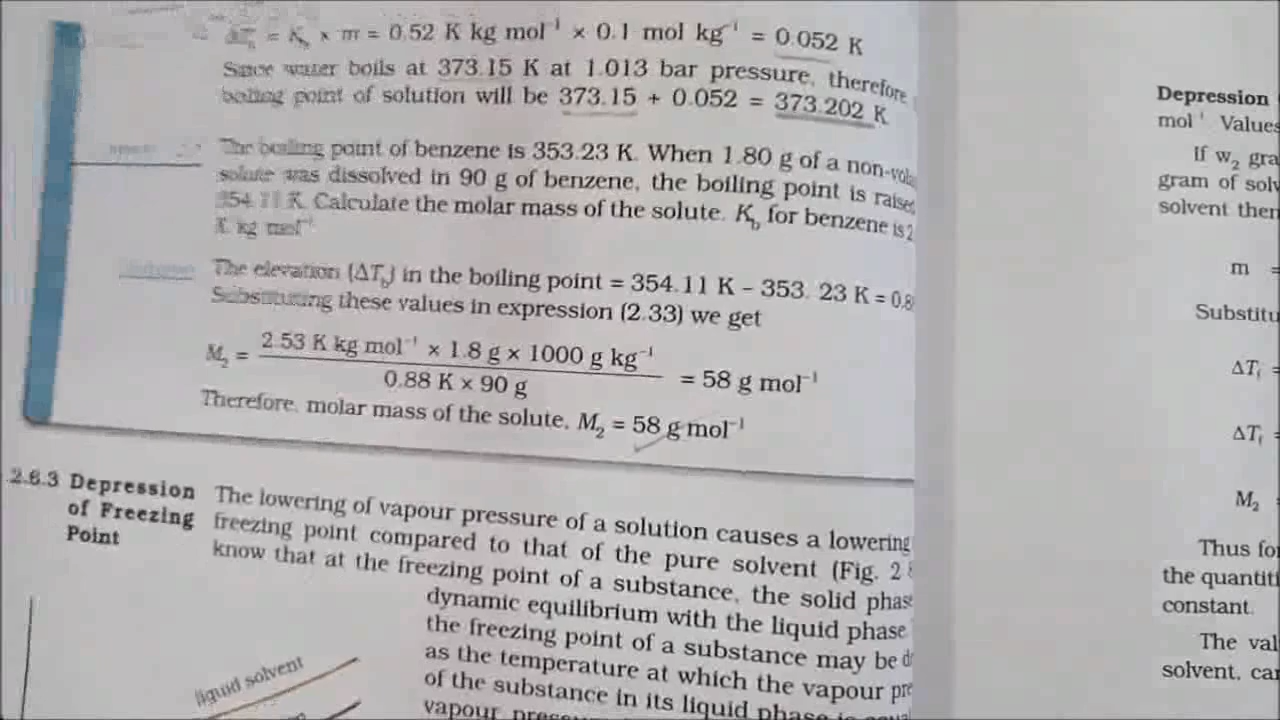 = K_b × m = 0.52 K kg mol⁻¹ × 0.1 mol kg⁻¹ = 0.052 K
Since water boils at 373.15 K at 1.013 bar pressure, therefore
boiling point of solution will be 373.15 + 0.052 = 373.202 K
The boiling point of benzene is 353.23 K. When 1.80 g of a non-vola
solute was dissolved in 90 g of benzene, the boiling point is raised
354.11 K. Calculate the molar mass of the solute. K_b for benzene is 2
K kg mol⁻¹
The elevation (ΔT_b) in the boiling point = 354.11 K – 353. 23 K = 0.8
Substituting these values in expression (2.33) we get
M₂ = 2.53 K kg mol⁻¹ × 1.8 g × 1000 g kg⁻¹ = 58 g mol⁻¹
0.88 K × 90 g
Therefore, molar mass of the solute, M₂ = 58 g mol⁻¹
2.6.3 Depression
of Freezing
Point
The lowering of vapour pressure of a solution causes a lowering
freezing point compared to that of the pure solvent (Fig. 2
know that at the freezing point of a substance, the solid phas
dynamic equilibrium with the liquid phase
the freezing point of a substance may be d
as the temperature at which the vapour pre
of the substance in its liquid phase is
vapour
liquid solvent
Depression
mol⁻¹ Values
If w₂ gra
gram of solv
solvent then
m =
Substitu
ΔT_f =
ΔT_f =
M₂
Thus fo
the quantiti
constant.
The val
solvent, ca